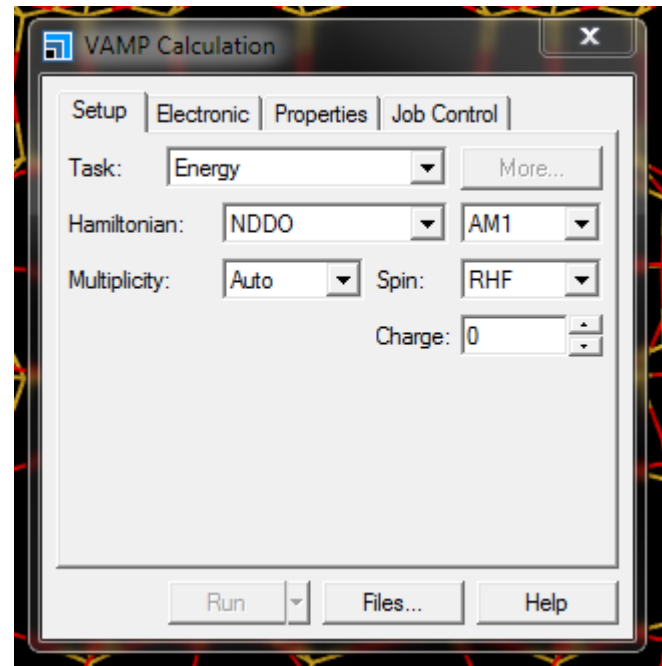 VAMP Calculation
Setup Electronic Properties Job Control
Task: Energy More...
Hamiltonian: NDDO AM1
Multiplicity: Auto Spin: RHF
Charge: 0
Run Files... Help